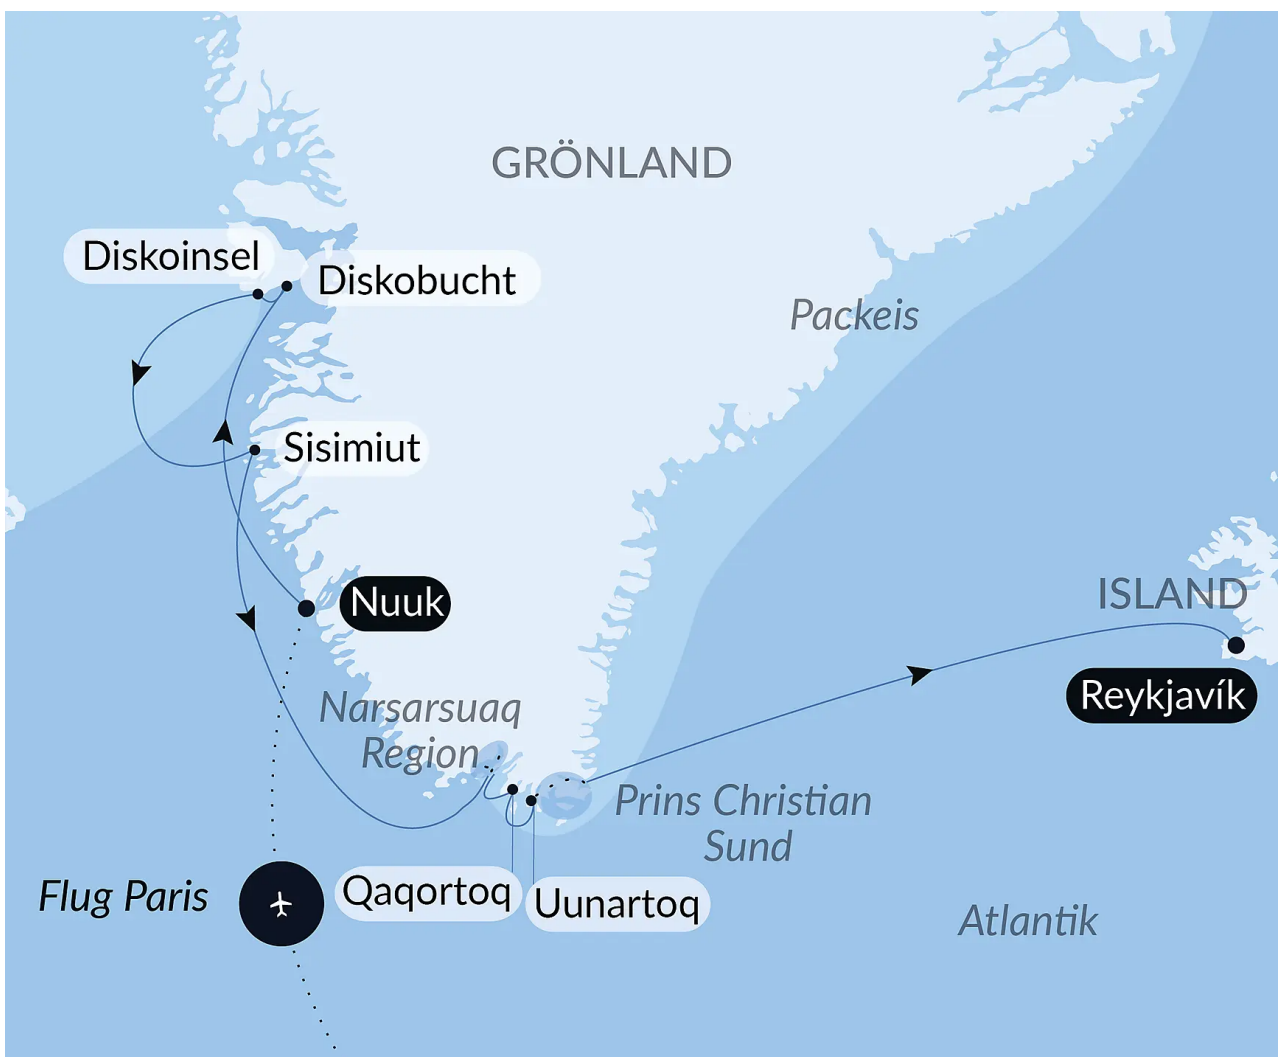 GRÖNLAND
Diskoinsel
Diskobucht
Packeis
Sisimiut
ISLAND
Nuuk
Reykjavík
Narsarsuaq
Region
Prins Christian
Sund
Flug Paris
Qaqortoq
Uunartoq
Atlantik